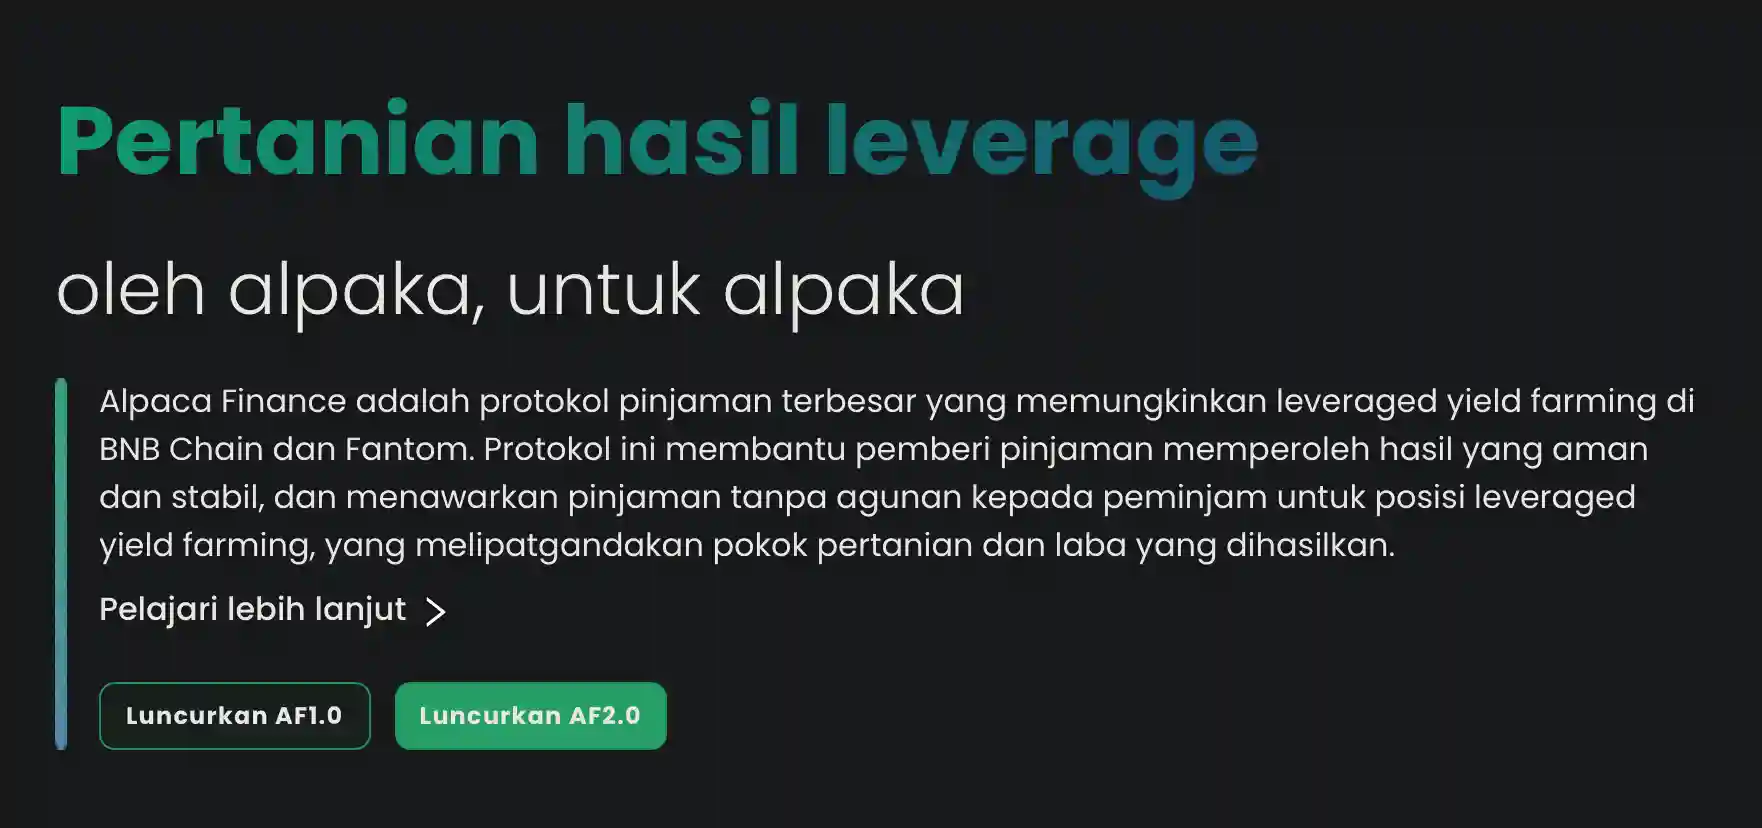 Pertanian hasil leverage
oleh alpaka, untuk alpaka
Alpaca Finance adalah protokol pinjaman terbesar yang memungkinkan leveraged yield farming di
BNB Chain dan Fantom. Protokol ini membantu pemberi pinjaman memperoleh hasil yang aman
dan stabil, dan menawarkan pinjaman tanpa agunan kepada peminjam untuk posisi leveraged
yield farming, yang melipatgandakan pokok pertanian dan laba yang dihasilkan.
Pelajari lebih lanjut >
Luncurkan AF1.0
Luncurkan AF2.0